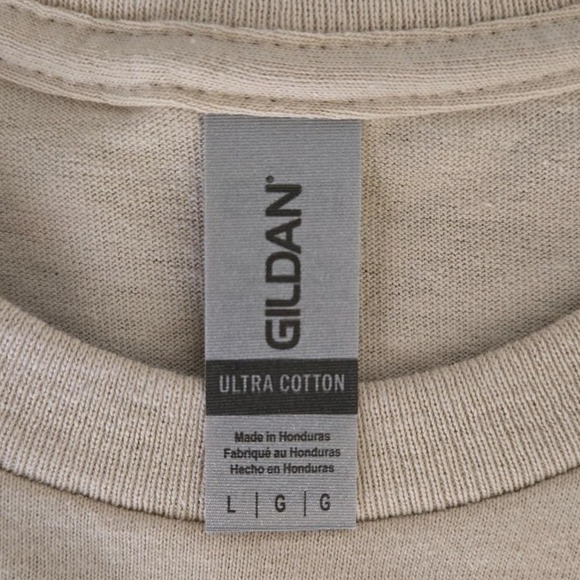 GILDAN®
ULTRA COTTON
Made in Honduras
Fabriqué au Honduras
Hecho en Honduras
L | G | G